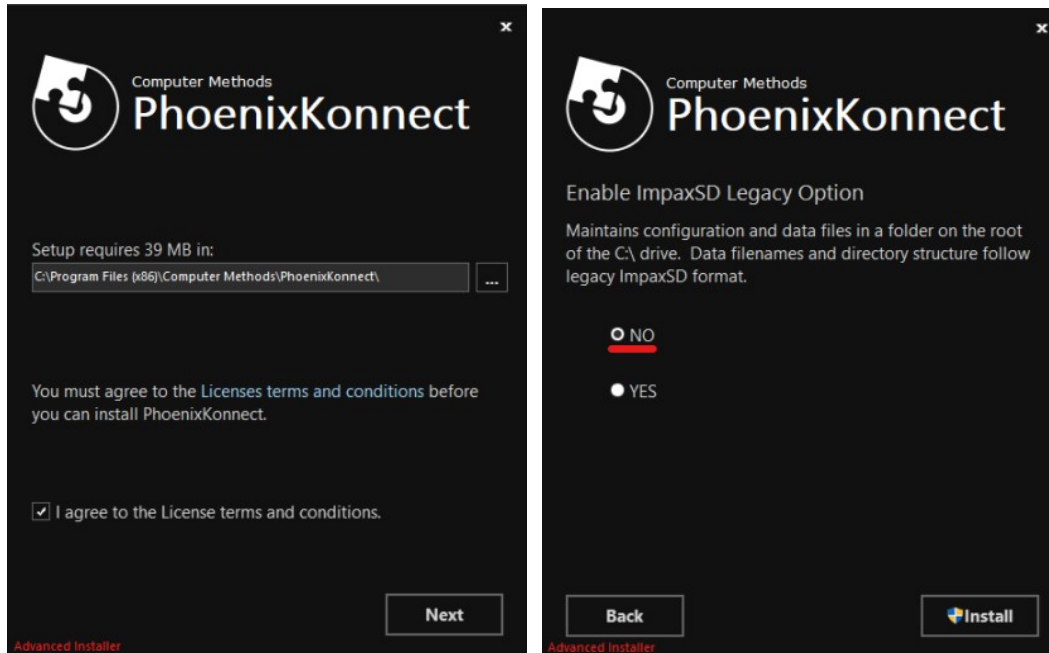 x
Computer Methods
PhoenixKonnect
Setup requires 39 MB in:
C:\Program Files (x86)\Computer Methods\PhoenixKonnect\
...
You must agree to the Licenses terms and conditions before
you can install PhoenixKonnect.
I agree to the License terms and conditions.
Next
Advanced Installer
x
Computer Methods
PhoenixKonnect
Enable ImpaxSD Legacy Option
Maintains configuration and data files in a folder on the root
of the C:\ drive. Data filenames and directory structure follow
legacy ImpaxSD format.
NO
YES
Back
Install
Advanced Installer